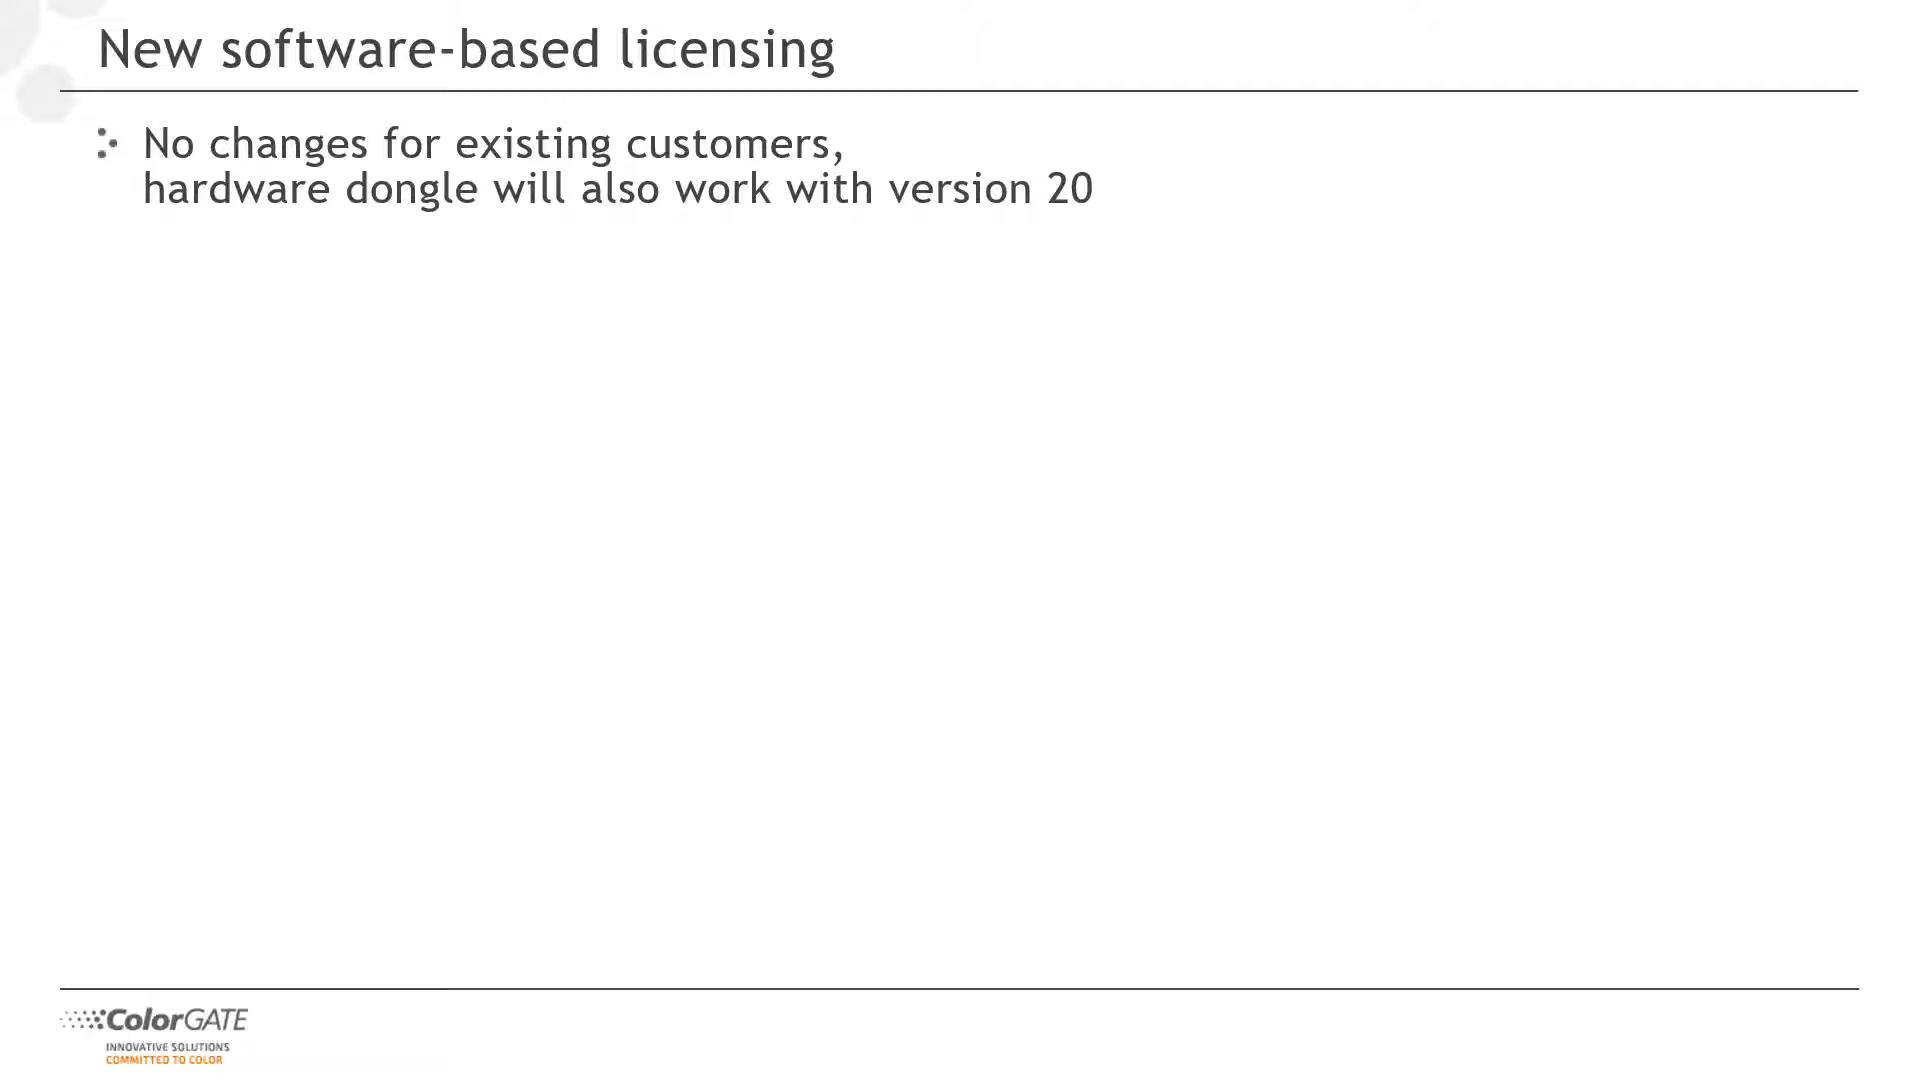 New software-based licensing
No changes for existing customers,
hardware dongle will also work with version 20
ColorGATE
INNOVATIVE SOLUTIONS
COMMITTED TO COLOR